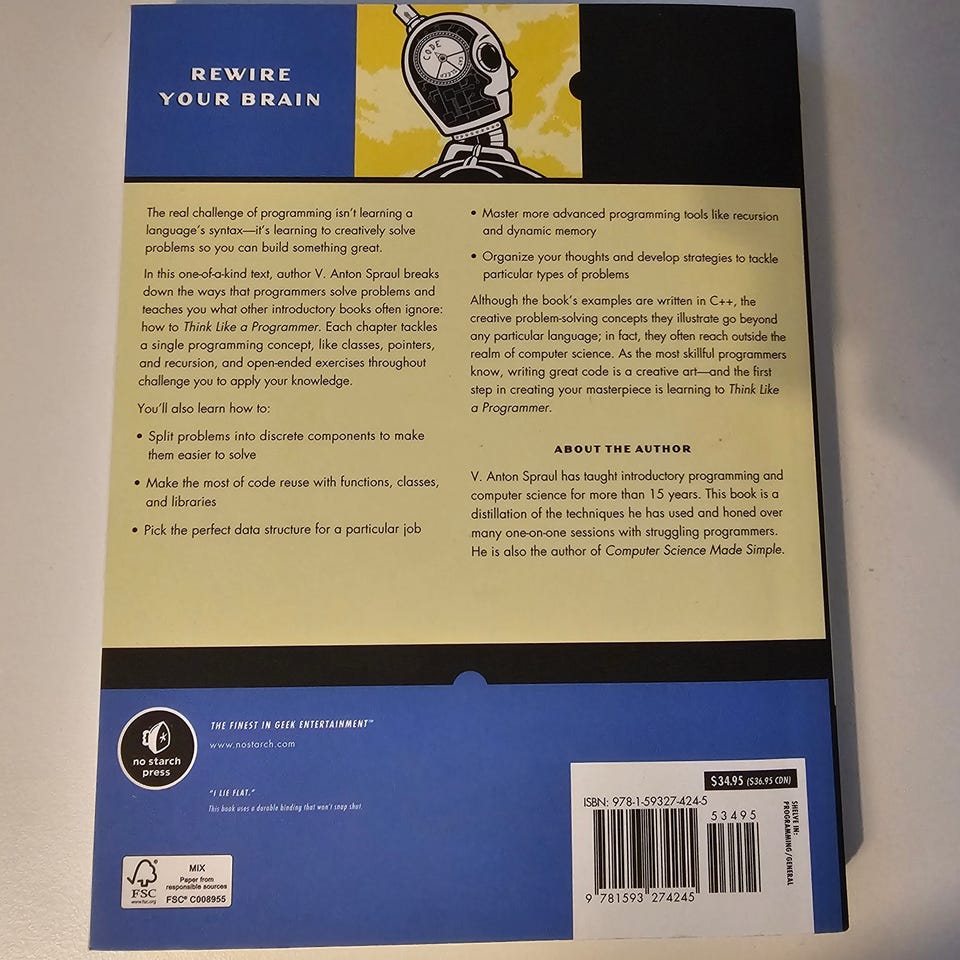 REWIRE
YOUR BRAIN
CODE
The real challenge of programming isn't learning a
language's syntax—it's learning to creatively solve
problems so you can build something great.
In this one-of-a-kind text, author V. Anton Spraul breaks
down the ways that programmers solve problems and
teaches you what other introductory books often ignore:
how to Think Like a Programmer. Each chapter tackles
a single programming concept, like classes, pointers,
and recursion, and open-ended exercises throughout
challenge you to apply your knowledge.
You'll also learn how to:
• Split problems into discrete components to make
them easier to solve
• Make the most of code reuse with functions, classes,
and libraries
• Pick the perfect data structure for a particular job
• Master more advanced programming tools like recursion
and dynamic memory
• Organize your thoughts and develop strategies to tackle
particular types of problems
Although the book's examples are written in C++, the
creative problem-solving concepts they illustrate go beyond
any particular language; in fact, they often reach outside the
realm of computer science. As the most skillful programmers
know, writing great code is a creative art—and the first
step in creating your masterpiece is learning to Think Like
a Programmer.
ABOUT THE AUTHOR
V. Anton Spraul has taught introductory programming and
computer science for more than 15 years. This book is a
distillation of the techniques he has used and honed over
many one-on-one sessions with struggling programmers.
He is also the author of Computer Science Made Simple.
no starch
press
THE FINEST IN GEEK ENTERTAINMENT™
www.nostarch.com
"I LIE FLAT."
This book uses a durable binding that won't snap shut.
FSC
www.fsc.org
MIX
Paper from
responsible sources
FSC® C008955
$34.95 ($36.95 CDN)
ISBN: 978-1-59327-424-5
53495
9 781593 274245
SHELVE IN:
PROGRAMMING/GENERAL